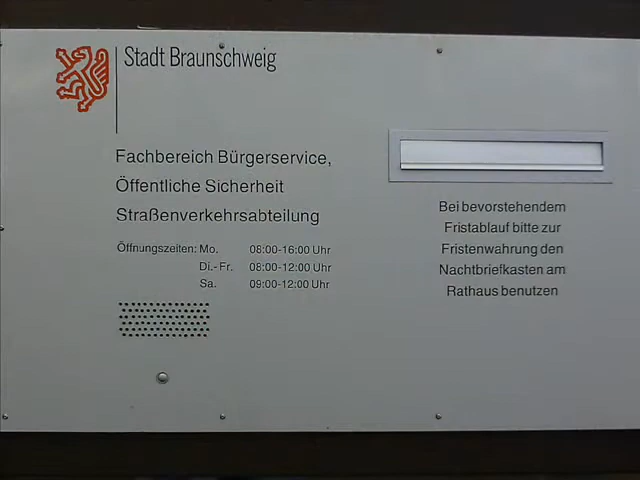 Stadt Braunschweig
Fachbereich Bürgerservice,
Öffentliche Sicherheit
Straßenverkehrsabteilung
Öffnungszeiten: Mo. 08:00-16:00 Uhr
Di.- Fr. 08:00-12:00 Uhr
Sa. 09:00-12:00 Uhr
Bei bevorstehendem
Fristablauf bitte zur
Fristenwahrung den
Nachtbriefkasten am
Rathaus benutzen